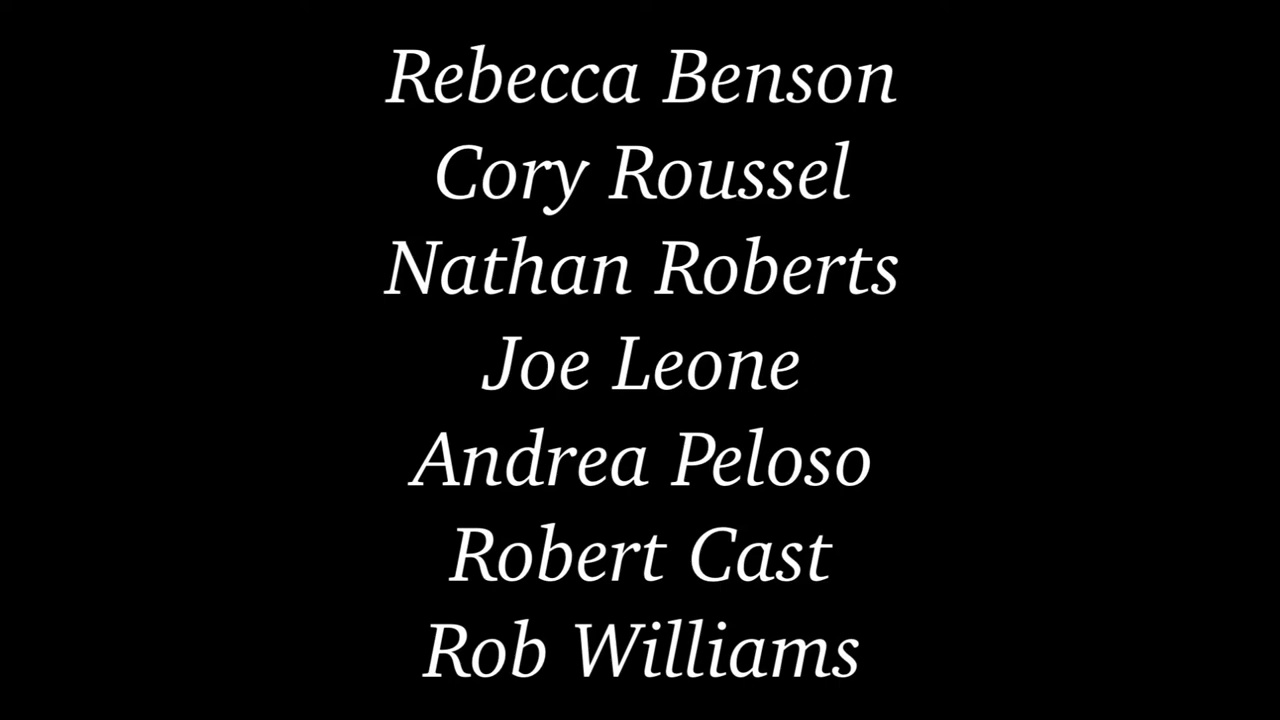 Rebecca Benson
Cory Roussel
Nathan Roberts
Joe Leone
Andrea Peloso
Robert Cast
Rob Williams